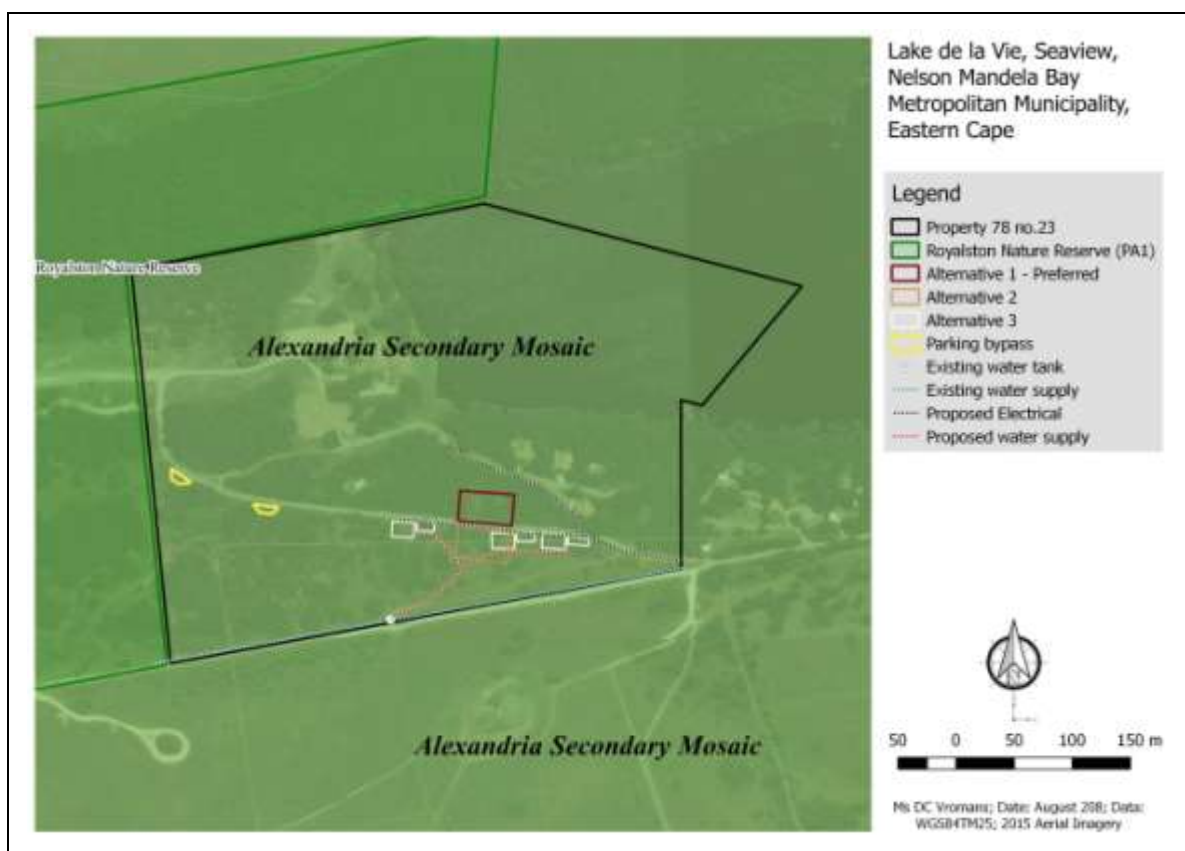 Lake de la Vie, Seaview,
Nelson Mandela Bay
Metropolitan Municipality,
Eastern Cape
Legend
Property 78 no.23
Royalston Nature Reserve (PA1)
Alternative 1 - Preferred
Alternative 2
Alternative 3
Parking bypass
Existing water tank
Existing water supply
Proposed Electrical
Proposed water supply
Royalston Nature Reserve
Alexandria Secondary Mosaic
Alexandria Secondary Mosaic
50 0 50 100 150 m
Ms DC Vromans; Date: August 208; Data:
WGS84TM25; 2015 Aerial Imagery